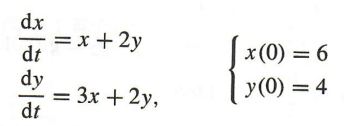 dx/dt = x + 2y
dy/dt = 3x + 2y,
x(0) = 6
y(0) = 4